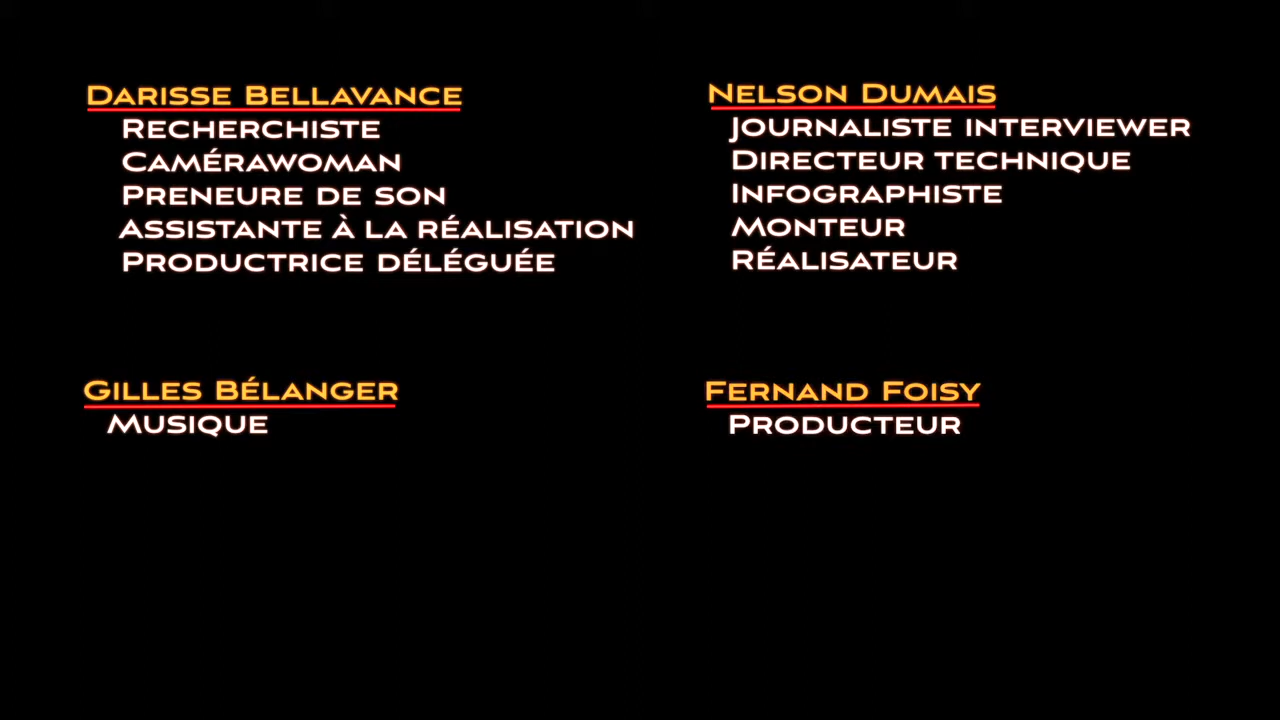 Darisse Bellavance
Recherchiste
Camérawoman
Preneure de son
Assistante à la réalisation
Productrice déléguée
Nelson Dumais
Journaliste interviewer
Directeur technique
Infographiste
Monteur
Réalisateur
Gilles Bélanger
Musique
Fernand Foisy
Producteur